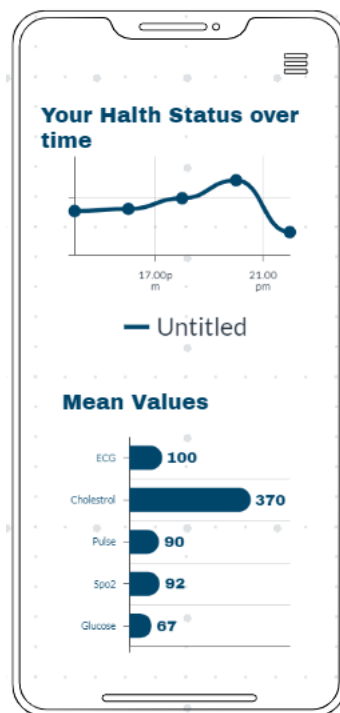 Your Halth Status over
time
17.00p
m
21.00
pm
Untitled
Mean Values
ECG 100
Cholestrol 370
Pulse 90
Spo2 92
Glucose 67